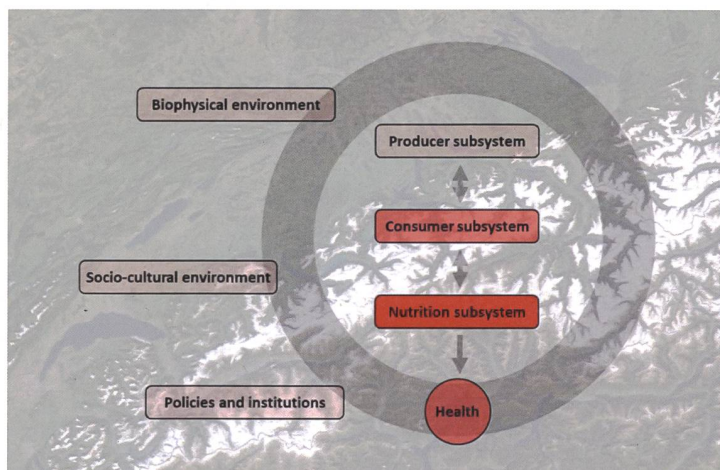 Biophysical environment
Producer subsystem
Consumer subsystem
Socio-cultural environment
Nutrition subsystem
Policies and institutions
Health